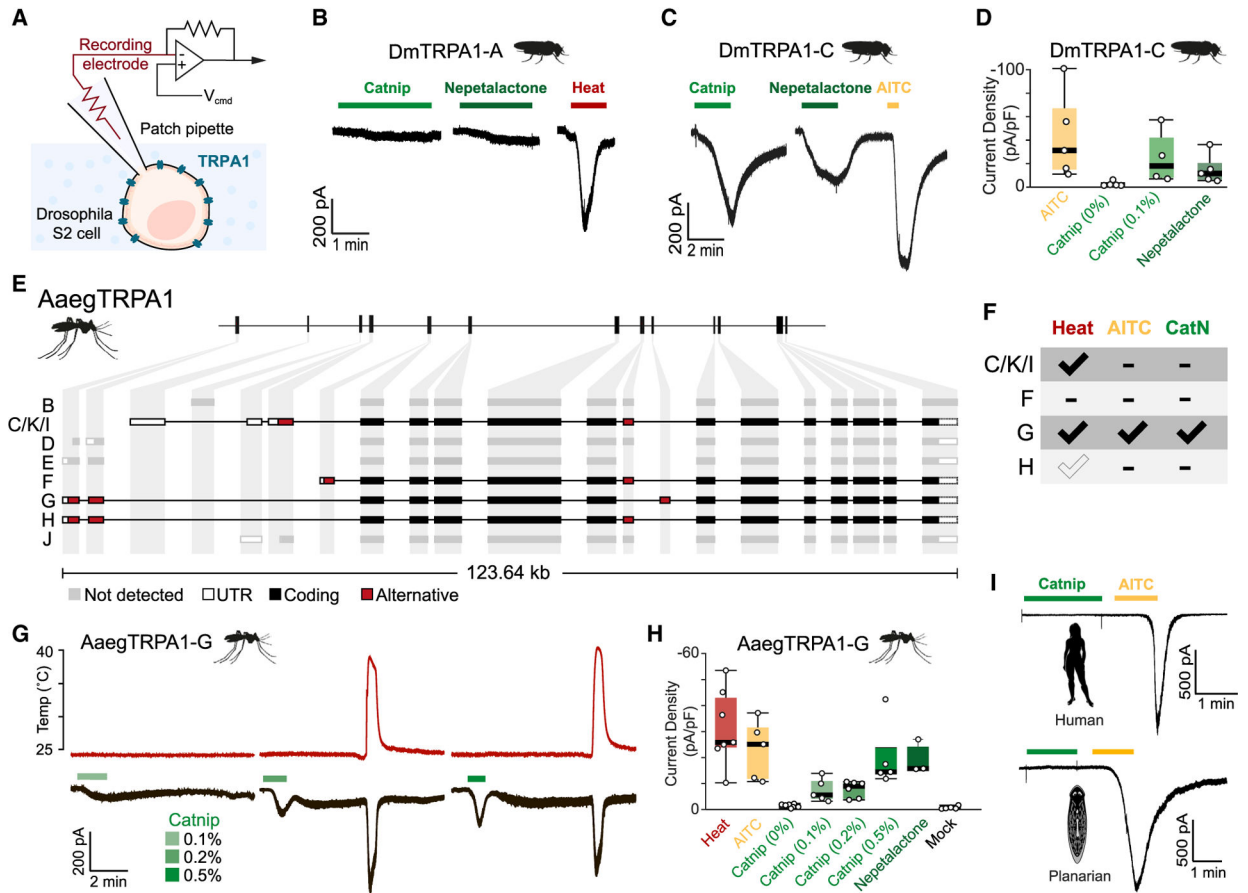 A
Recording
electrode
-
+
Vcmd
Patch pipette
TRPA1
Drosophila
S2 cell
B
DmTRPA1-A
Catnip
Nepetalactone
Heat
200 pA
1 min
C
DmTRPA1-C
Catnip
Nepetalactone
AITC
200 pA
2 min
D
DmTRPA1-C
-100
0
Current Density
(pA/pF)
AITC
Catnip (0%)
Catnip (0.1%)
Nepetalactone
E
AaegTRPA1
B
C/K/I
D
E
F
G
H
J
123.64 kb
Not detected
UTR
Coding
Alternative
F
Heat AITC CatN
C/K/I - -
F - - -
G
H - -
G
AaegTRPA1-G
40
25
Temp (°C)
Catnip
0.1%
0.2%
0.5%
200 pA
2 min
H
AaegTRPA1-G
-60
0
Current Density
(pA/pF)
Heat
AITC
Catnip (0%)
Catnip (0.1%)
Catnip (0.2%)
Catnip (0.5%)
Nepetalactone
Mock
I
Catnip
AITC
Human
500 pA
1 min
Planarian
500 pA
1 min